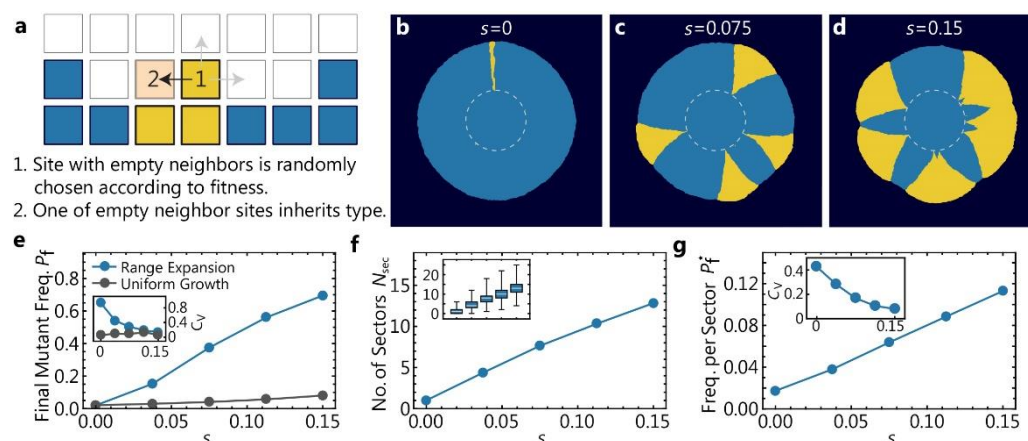 a
2 1
1. Site with empty neighbors is randomly
chosen according to fitness.
2. One of empty neighbor sites inherits type.
b
s=0
c
s=0.075
d
s=0.15
e
Final Mutant Freq. Pf
0.8
0.6
0.4
0.2
0.0
Range Expansion
Uniform Growth
0.8
0.4
0
CV
0 0.15
0.00 0.05 0.10 0.15
s
f
No. of Sectors Nsec
15
10
5
0
20
10
0
0.00 0.05 0.10 0.15
s
g
Freq. per Sector P*f
0.12
0.08
0.04
0.00
0.4
0.2
0
CV
0 0.15
0.00 0.05 0.10 0.15
s